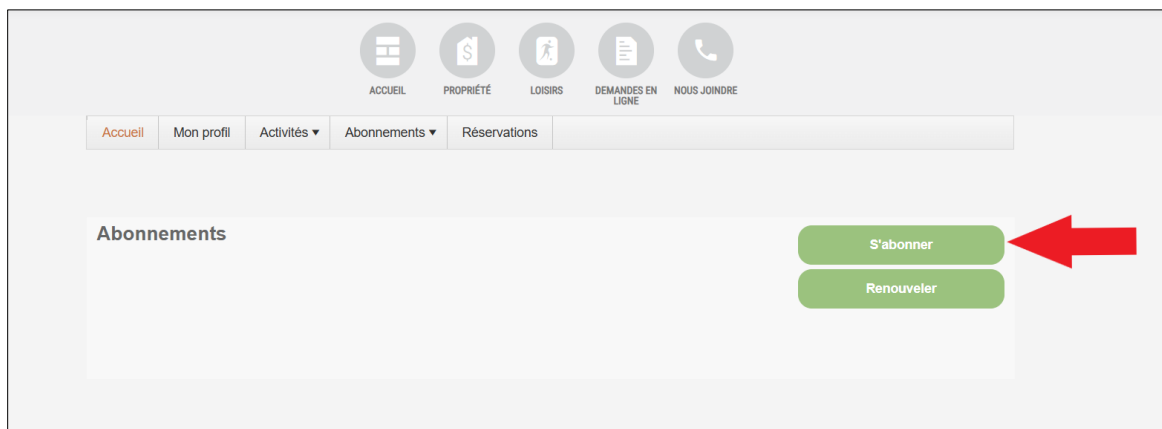 ACCUEIL PROPRIÉTÉ LOISIRS DEMANDES EN NOUS JOINDRE
LIGNE
Accueil Mon profil Activités ▾ Abonnements ▾ Réservations
Abonnements
S'abonner
Renouveler